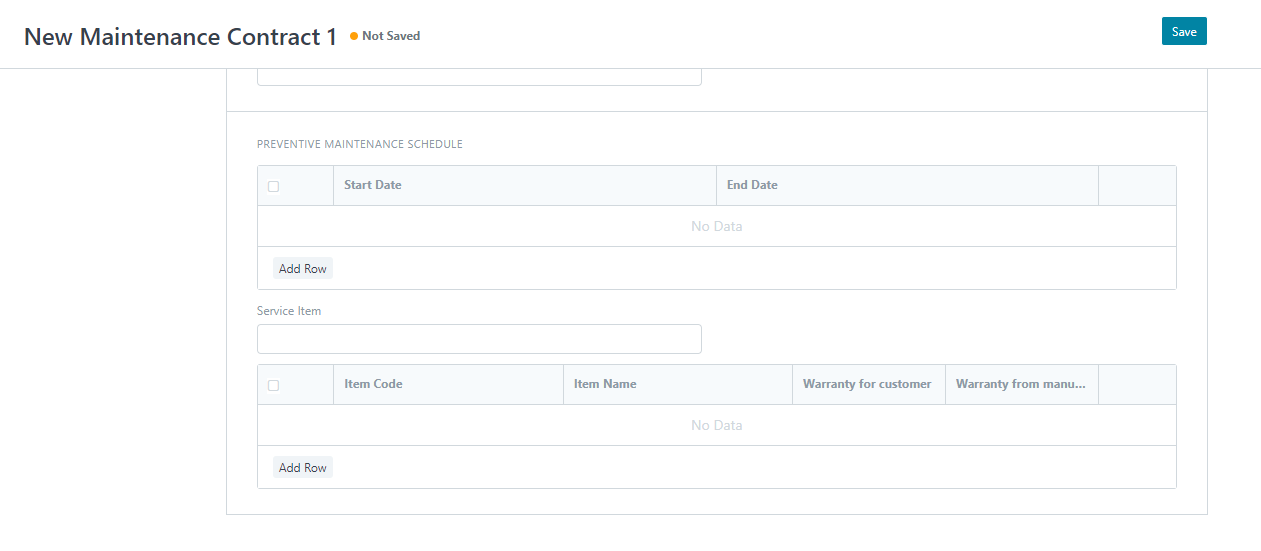 New Maintenance Contract 1 Not Saved Save
PREVENTIVE MAINTENANCE SCHEDULE
Start Date End Date
No Data
Add Row
Service Item
Item Code Item Name Warranty for customer Warranty from manu...
No Data
Add Row